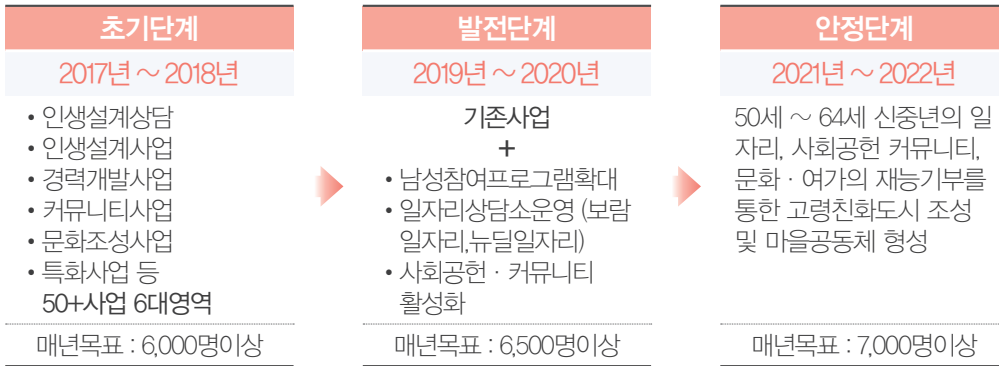 초기단계
2017년 ~ 2018년
• 인생설계상담
• 인생설계사업
• 경력개발사업
• 커뮤니티사업
• 문화조성사업
• 특화사업 등
50+사업 6대영역
매년목표 : 6,000명이상
발전단계
2019년 ~ 2020년
기존사업
+
• 남성참여프로그램확대
• 일자리상담소운영 (보람
일자리,뉴딜일자리)
• 사회공헌 · 커뮤니티
활성화
매년목표 : 6,500명이상
안정단계
2021년 ~ 2022년
50세 ~ 64세 신중년의 일
자리, 사회공헌 커뮤니티,
문화 · 여가의 재능기부를
통한 고령친화도시 조성
및 마을공동체 형성
매년목표 : 7,000명이상